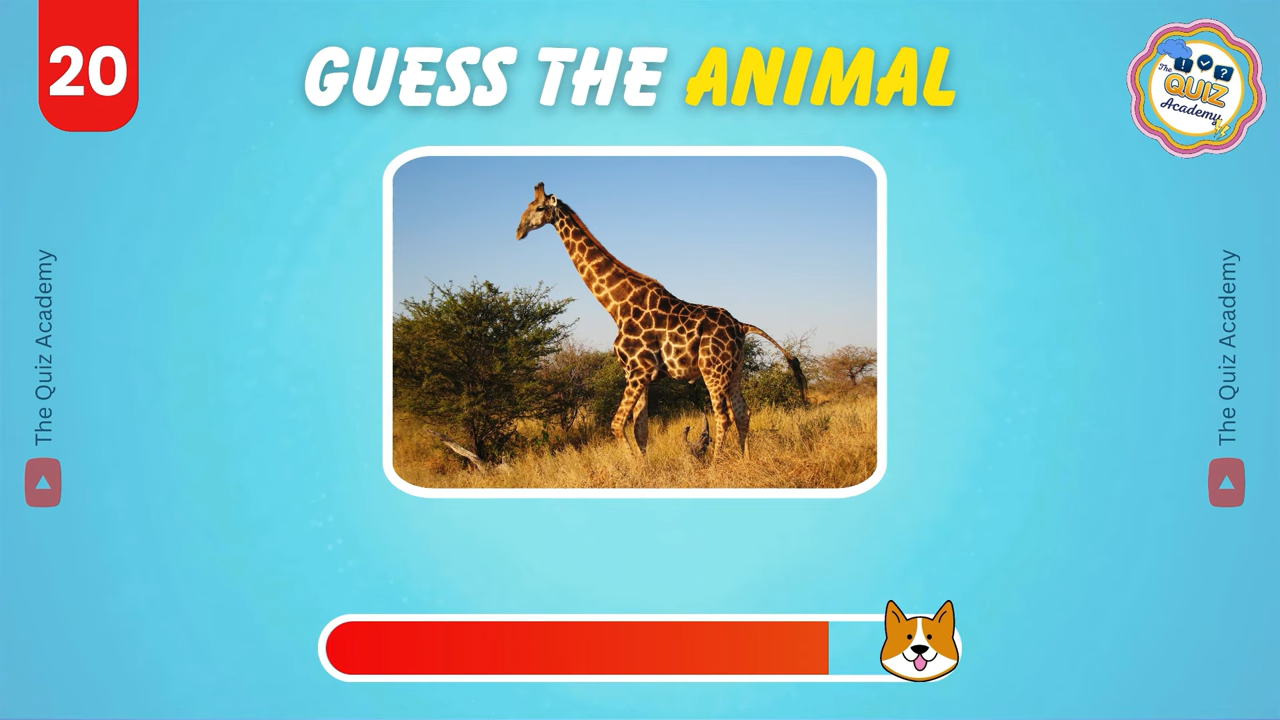 20
GUESS THE ANIMAL
The
!
?
QUIZ
Academy
The Quiz Academy
The Quiz Academy